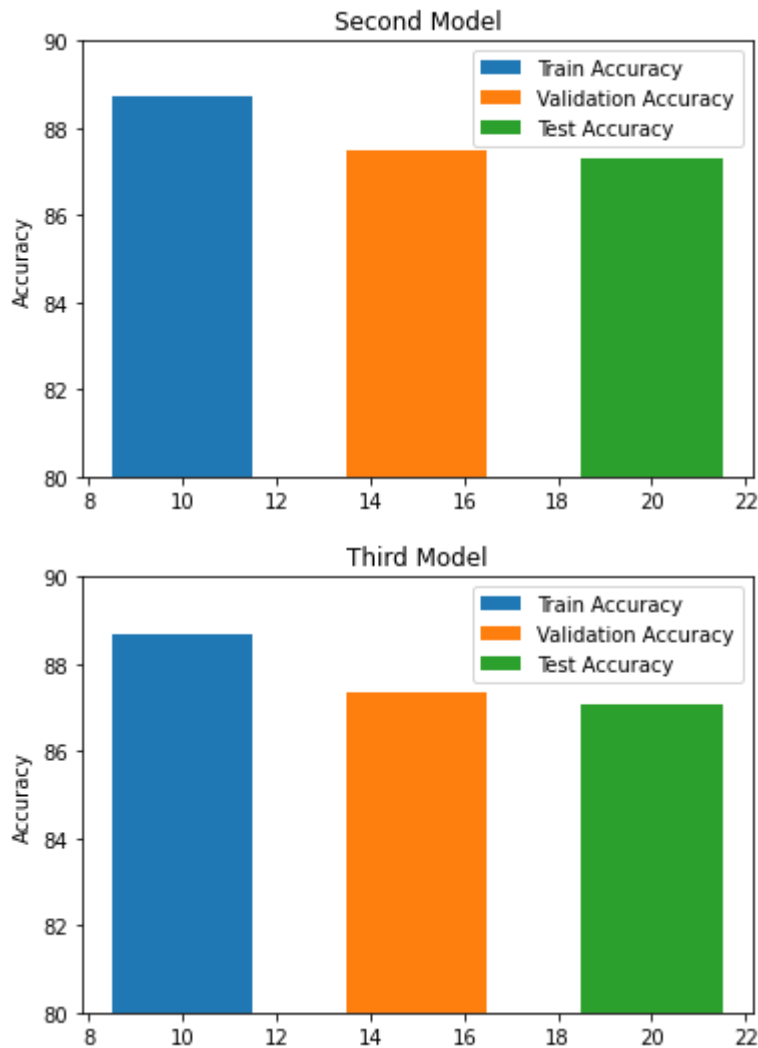 Second Model
90
88
86
84
82
80
Accuracy
Train Accuracy
Validation Accuracy
Test Accuracy
8 10 12 14 16 18 20 22
Third Model
90
88
86
84
82
80
Accuracy
Train Accuracy
Validation Accuracy
Test Accuracy
8 10 12 14 16 18 20 22